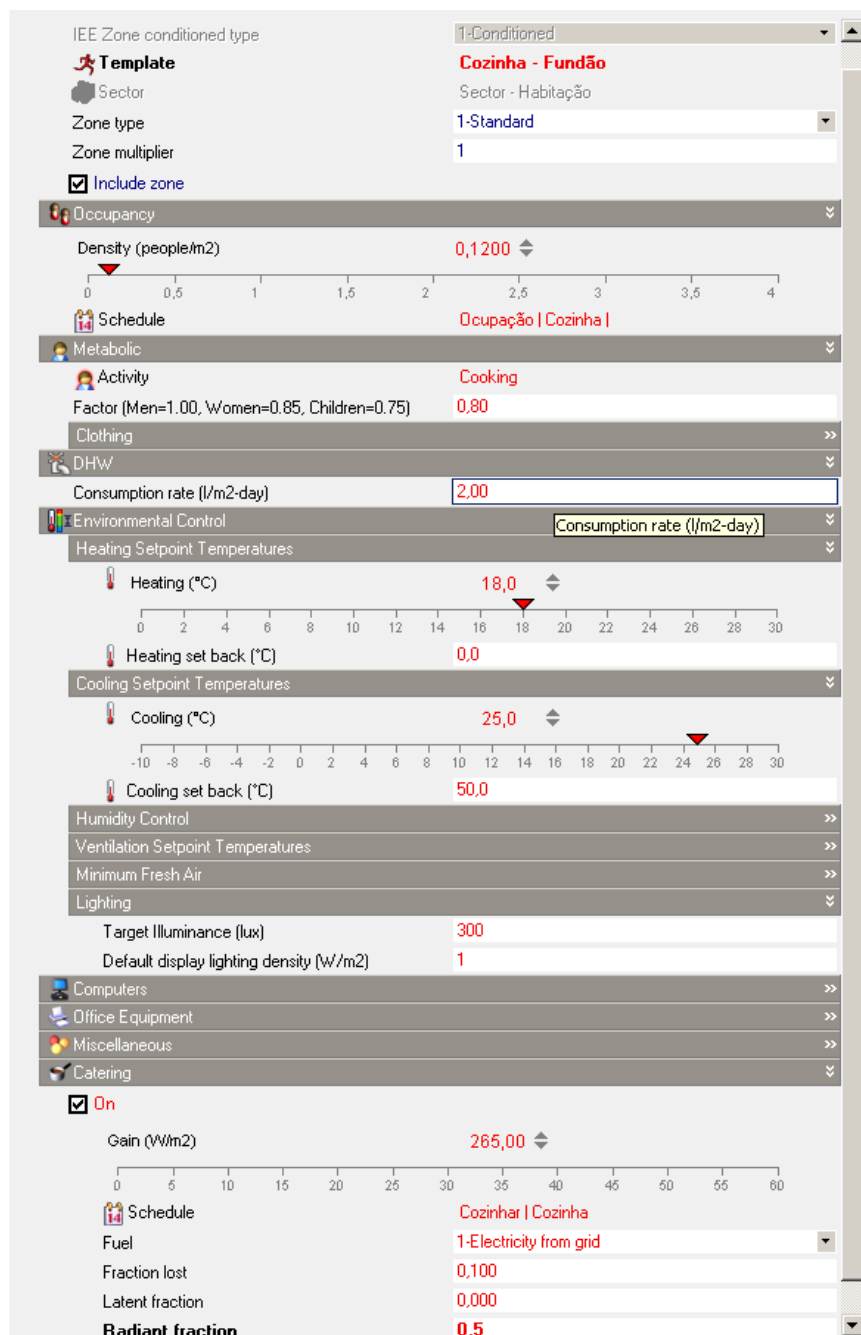 IEE Zone conditioned type 1-Conditioned
Template Cozinha - Fundão
Sector Sector - Habitação
Zone type 1-Standard
Zone multiplier 1
Include zone
Occupancy
Density (people/m2) 0,1200
0 0,5 1 1,5 2 2,5 3 3,5 4
14 Schedule Ocupação | Cozinha |
Metabolic
Activity Cooking
Factor (Men=1.00, Women=0.85, Children=0.75) 0,80
Clothing
DHW
Consumption rate (l/m2-day) 2,00
Environmental Control Consumption rate (l/m2-day)
Heating Setpoint Temperatures
Heating (°C) 18,0
0 2 4 6 8 10 12 14 16 18 20 22 24 26 28 30
Heating set back (°C) 0,0
Cooling Setpoint Temperatures
Cooling (°C) 25,0
-10 -8 -6 -4 -2 0 2 4 6 8 10 12 14 16 18 20 22 24 26 28 30
Cooling set back (°C) 50,0
Humidity Control
Ventilation Setpoint Temperatures
Minimum Fresh Air
Lighting
Target Illuminance (lux) 300
Default display lighting density (W/m2) 1
Computers
Office Equipment
Miscellaneous
Catering
On
Gain (W/m2) 265,00
0 5 10 15 20 25 30 35 40 45 50 55 60
14 Schedule Cozinhar | Cozinha
Fuel 1-Electricity from grid
Fraction lost 0,100
Latent fraction 0,000
Radiant fraction 0,5